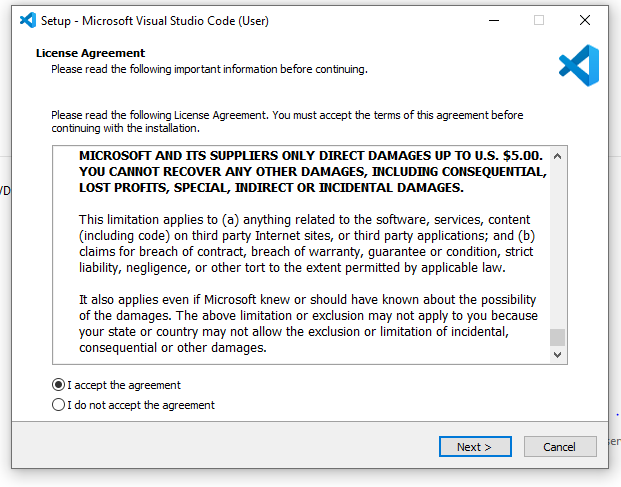 Setup - Microsoft Visual Studio Code (User)
License Agreement
Please read the following important information before continuing.
Please read the following License Agreement. You must accept the terms of this agreement before
continuing with the installation.
MICROSOFT AND ITS SUPPLIERS ONLY DIRECT DAMAGES UP TO U.S. $5.00.
YOU CANNOT RECOVER ANY OTHER DAMAGES, INCLUDING CONSEQUENTIAL,
LOST PROFITS, SPECIAL, INDIRECT OR INCIDENTAL DAMAGES.
This limitation applies to (a) anything related to the software, services, content
(including code) on third party Internet sites, or third party applications; and (b)
claims for breach of contract, breach of warranty, guarantee or condition, strict
liability, negligence, or other tort to the extent permitted by applicable law.
It also applies even if Microsoft knew or should have known about the possibility
of the damages. The above limitation or exclusion may not apply to you because
your state or country may not allow the exclusion or limitation of incidental,
consequential or other damages.
I accept the agreement
I do not accept the agreement
Next >
Cancel